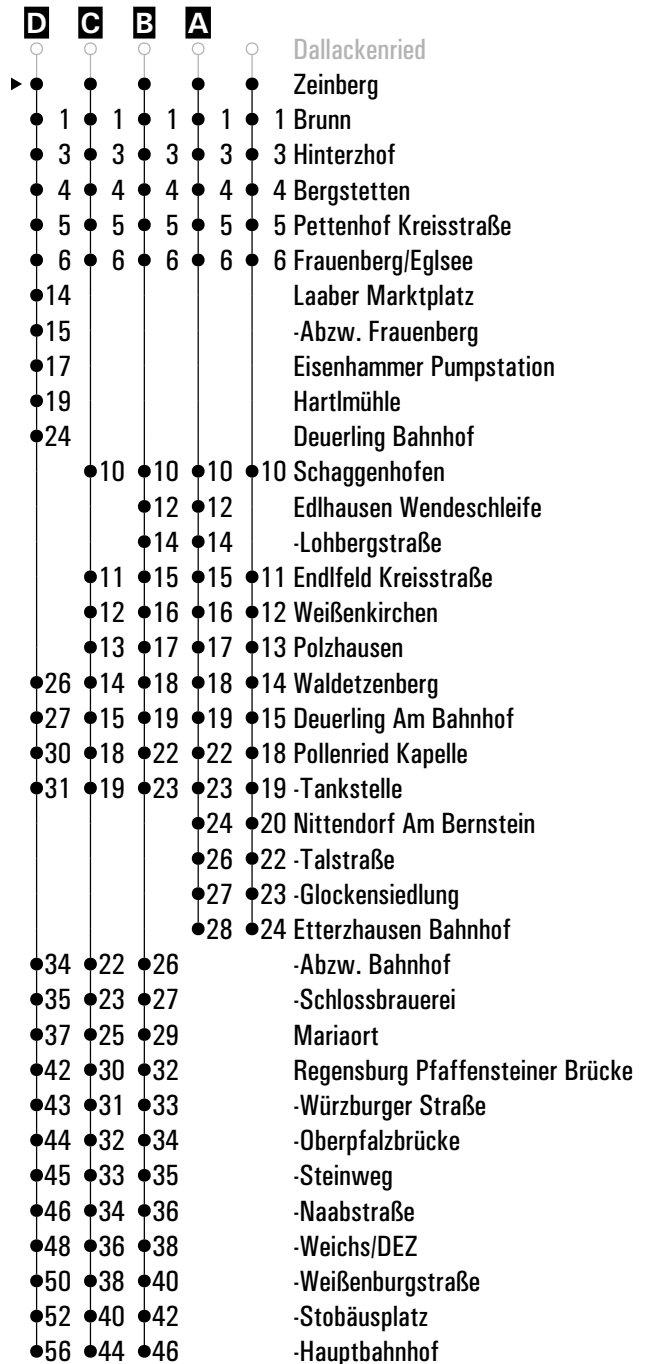 D C B A
Dallackenried
Zeinberg
1 1 1 1 1 Brunn
3 3 3 3 3 Hinterzhof
4 4 4 4 4 Bergstetten
5 5 5 5 5 Pettenhof Kreisstraße
6 6 6 6 6 Frauenberg/Eglsee
14 Laaber Marktplatz
15 -Abzw. Frauenberg
17 Eisenhammer Pumpstation
19 Hartlmühle
24 Deuerling Bahnhof
10 10 10 10 Schaggenhofen
12 12 Edlhausen Wendeschleife
14 14 -Lohbergstraße
11 15 15 11 Endlfeld Kreisstraße
12 16 16 12 Weißenkirchen
13 17 17 13 Polzhausen
26 14 18 18 14 Waldetzenberg
27 15 19 19 15 Deuerling Am Bahnhof
30 18 22 22 18 Pollenried Kapelle
31 19 23 23 19 -Tankstelle
24 20 Nittendorf Am Bernstein
26 22 -Talstraße
27 23 -Glockensiedlung
28 24 Etterzhausen Bahnhof
34 22 26 -Abzw. Bahnhof
35 23 27 -Schlossbrauerei
37 25 29 Mariaort
42 30 32 Regensburg Pfaffensteiner Brücke
43 31 33 -Würzburger Straße
44 32 34 -Oberpfalzbrücke
45 33 35 -Steinweg
46 34 36 -Naabstraße
48 36 38 -Weichs/DEZ
50 38 40 -Weißenburgstraße
52 40 42 -Stobäusplatz
56 44 46 -Hauptbahnhof